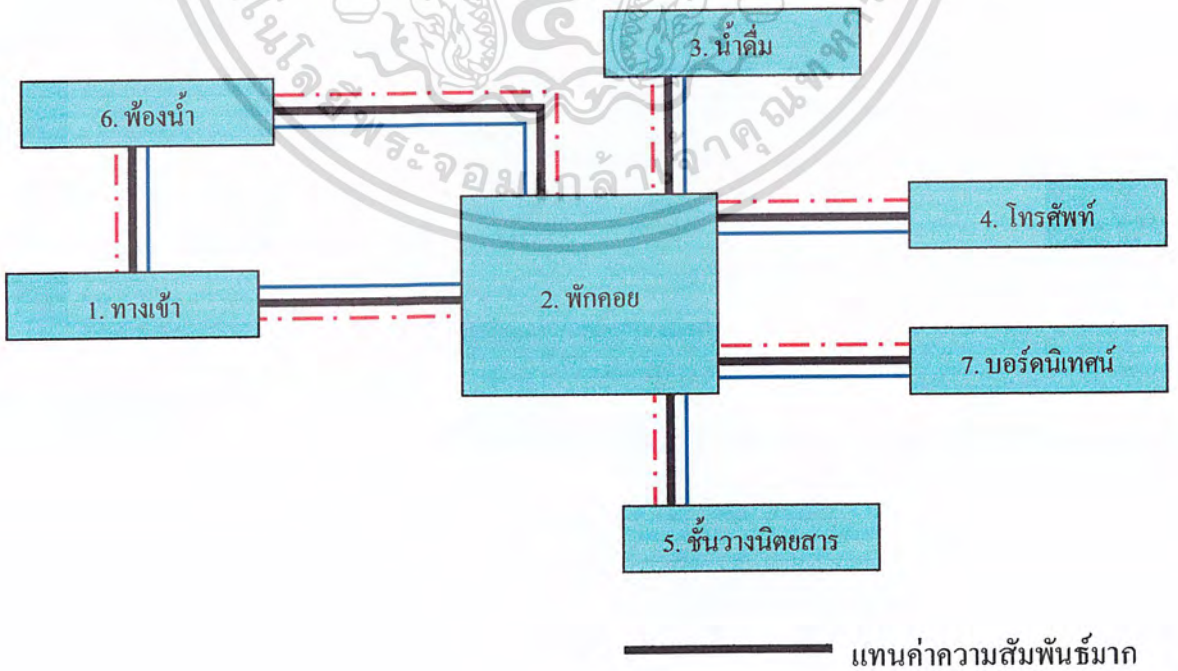 3. น้ำดื่ม
6. พ้องน้ำ
4. โทรศัพท์
1. ทางเข้า
2. พักคอย
7. บอร์ดนิเทศน์
5. ชั้นวางนิตยสาร
แทนค่าความสัมพันธ์มาก